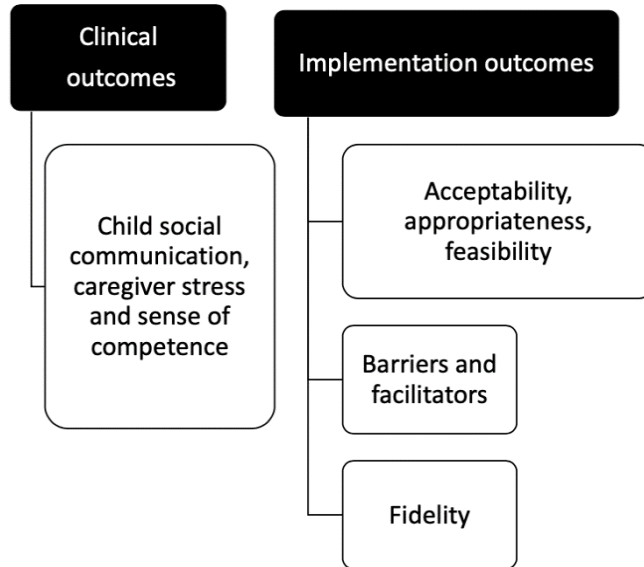 Clinical
outcomes
Child social
communication,
caregiver stress
and sense of
competence
Implementation outcomes
Acceptability,
appropriateness,
feasibility
Barriers and
facilitators
Fidelity